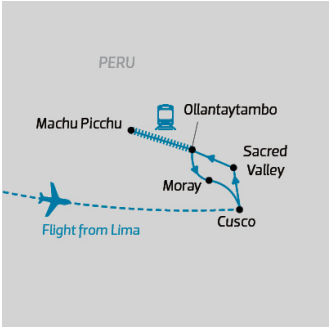 PERU
Ollantaytambo
Machu Picchu
Sacred
Valley
Moray
Cusco
Flight from Lima